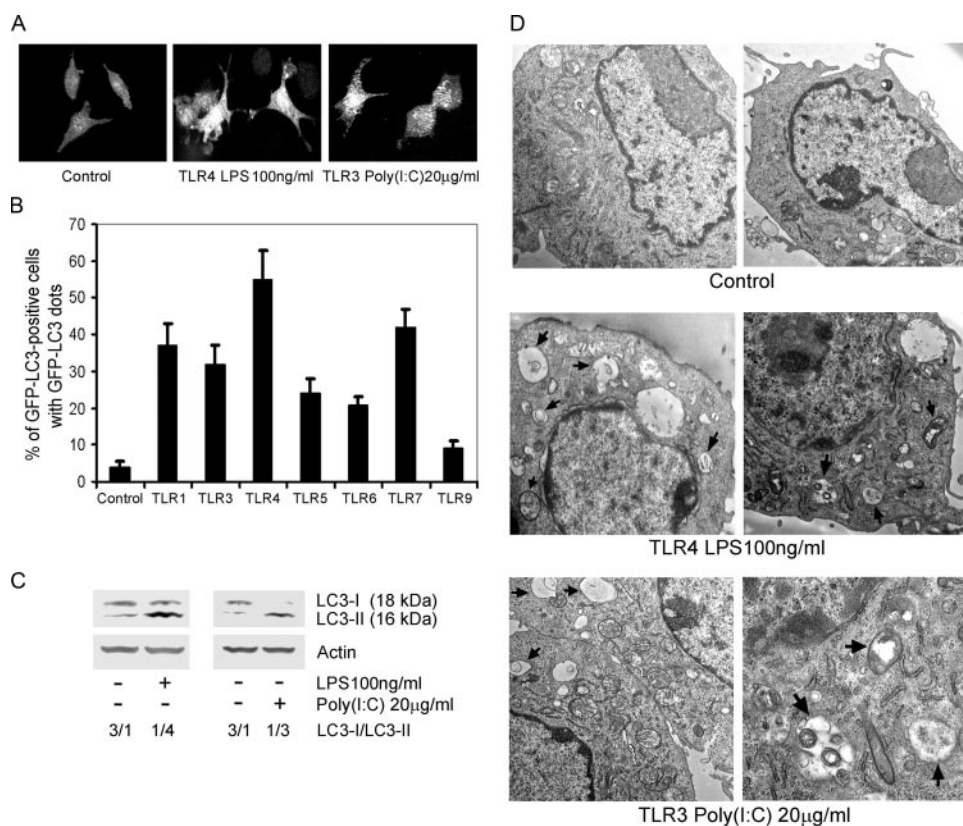 A
Control
TLR4 LPS 100ng/ml
TLR3 Poly(I:C)20µg/ml
B
% of GFP-LC3-positive cells
with GFP-LC3 dots
70
60
50
40
30
20
10
0
Control
TLR1
TLR3
TLR4
TLR5
TLR6
TLR7
TLR9
C
LC3-I (18 kDa)
LC3-II (16 kDa)
Actin
- + - - LPS100ng/ml
- - - + Poly(I:C) 20µg/ml
3/1 1/4 3/1 1/3 LC3-I/LC3-II
D
Control
TLR4 LPS100ng/ml
TLR3 Poly(I:C) 20µg/ml